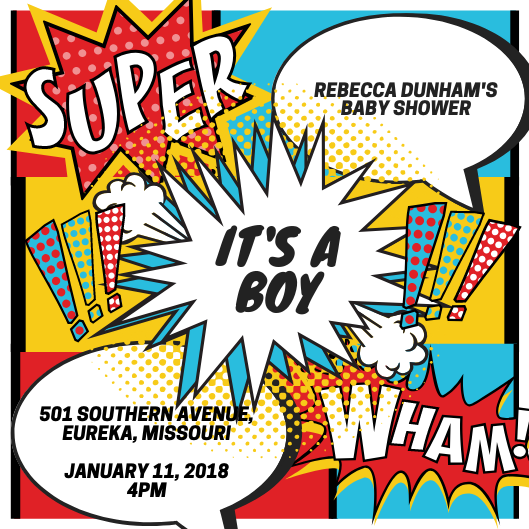 SUPER
REBECCA DUNHAM'S
BABY SHOWER
IT'S A
BOY
!!!
!!!
501 SOUTHERN AVENUE,
EUREKA, MISSOURI
JANUARY 11, 2018
4PM
WHAM!